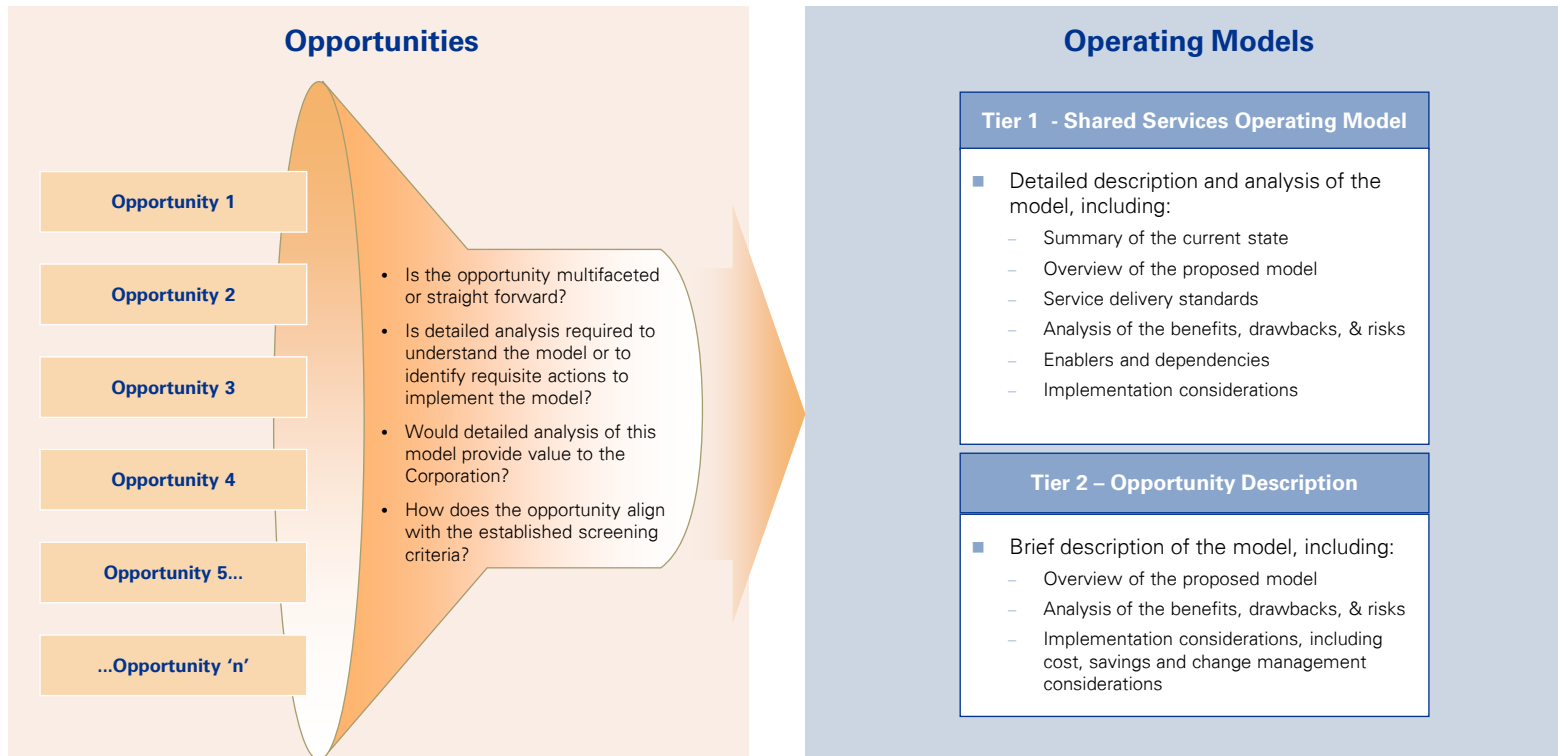 Opportunities
Opportunity 1
Opportunity 2
Opportunity 3
Opportunity 4
Opportunity 5...
...Opportunity ‘n’
• Is the opportunity multifaceted
or straight forward?
• Is detailed analysis required to
understand the model or to
identify requisite actions to
implement the model?
• Would detailed analysis of this
model provide value to the
Corporation?
• How does the opportunity align
with the established screening
criteria?
Operating Models
Tier 1 - Shared Services Operating Model
■ Detailed description and analysis of the
model, including:
– Summary of the current state
– Overview of the proposed model
– Service delivery standards
– Analysis of the benefits, drawbacks, & risks
– Enablers and dependencies
– Implementation considerations
Tier 2 – Opportunity Description
■ Brief description of the model, including:
– Overview of the proposed model
– Analysis of the benefits, drawbacks, & risks
– Implementation considerations, including
cost, savings and change management
considerations